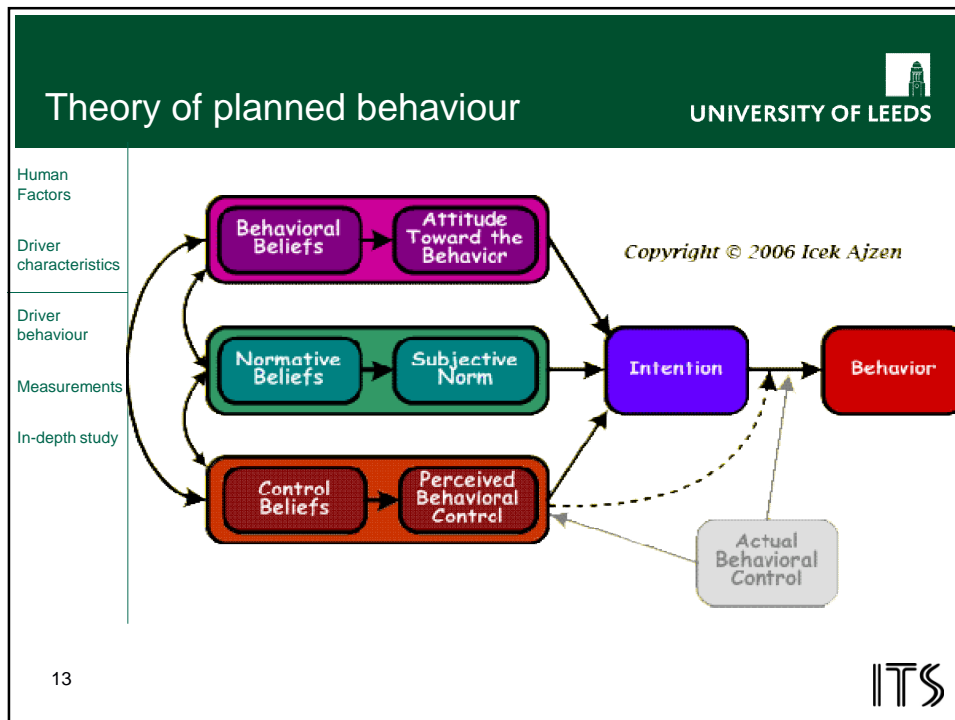 Theory of planned behaviour
UNIVERSITY OF LEEDS
Human
Factors
Driver
characteristics
Driver
behaviour
Measurements
In-depth study
Behavioral
Beliefs
Attitude
Toward the
Behavior
Copyright © 2006 Icek Ajzen
Normative
Beliefs
Subjective
Norm
Intention
Behavior
Control
Beliefs
Perceived
Behavioral
Control
Actual
Behavioral
Control
13
ITS